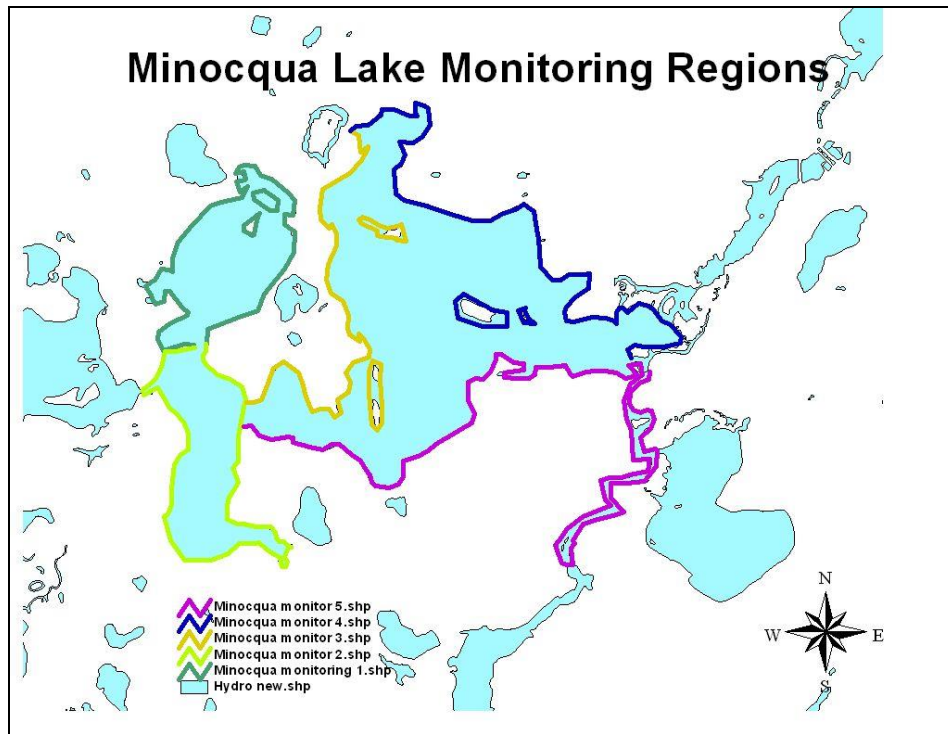 Minocqua Lake Monitoring Regions
Minocqua monitor 5.shp
Minocqua monitor 4.shp
Minocqua monitor 3.shp
Minocqua monitor 2.shp
Minocqua monitoring 1.shp
Hydro new.shp
N
W E
S